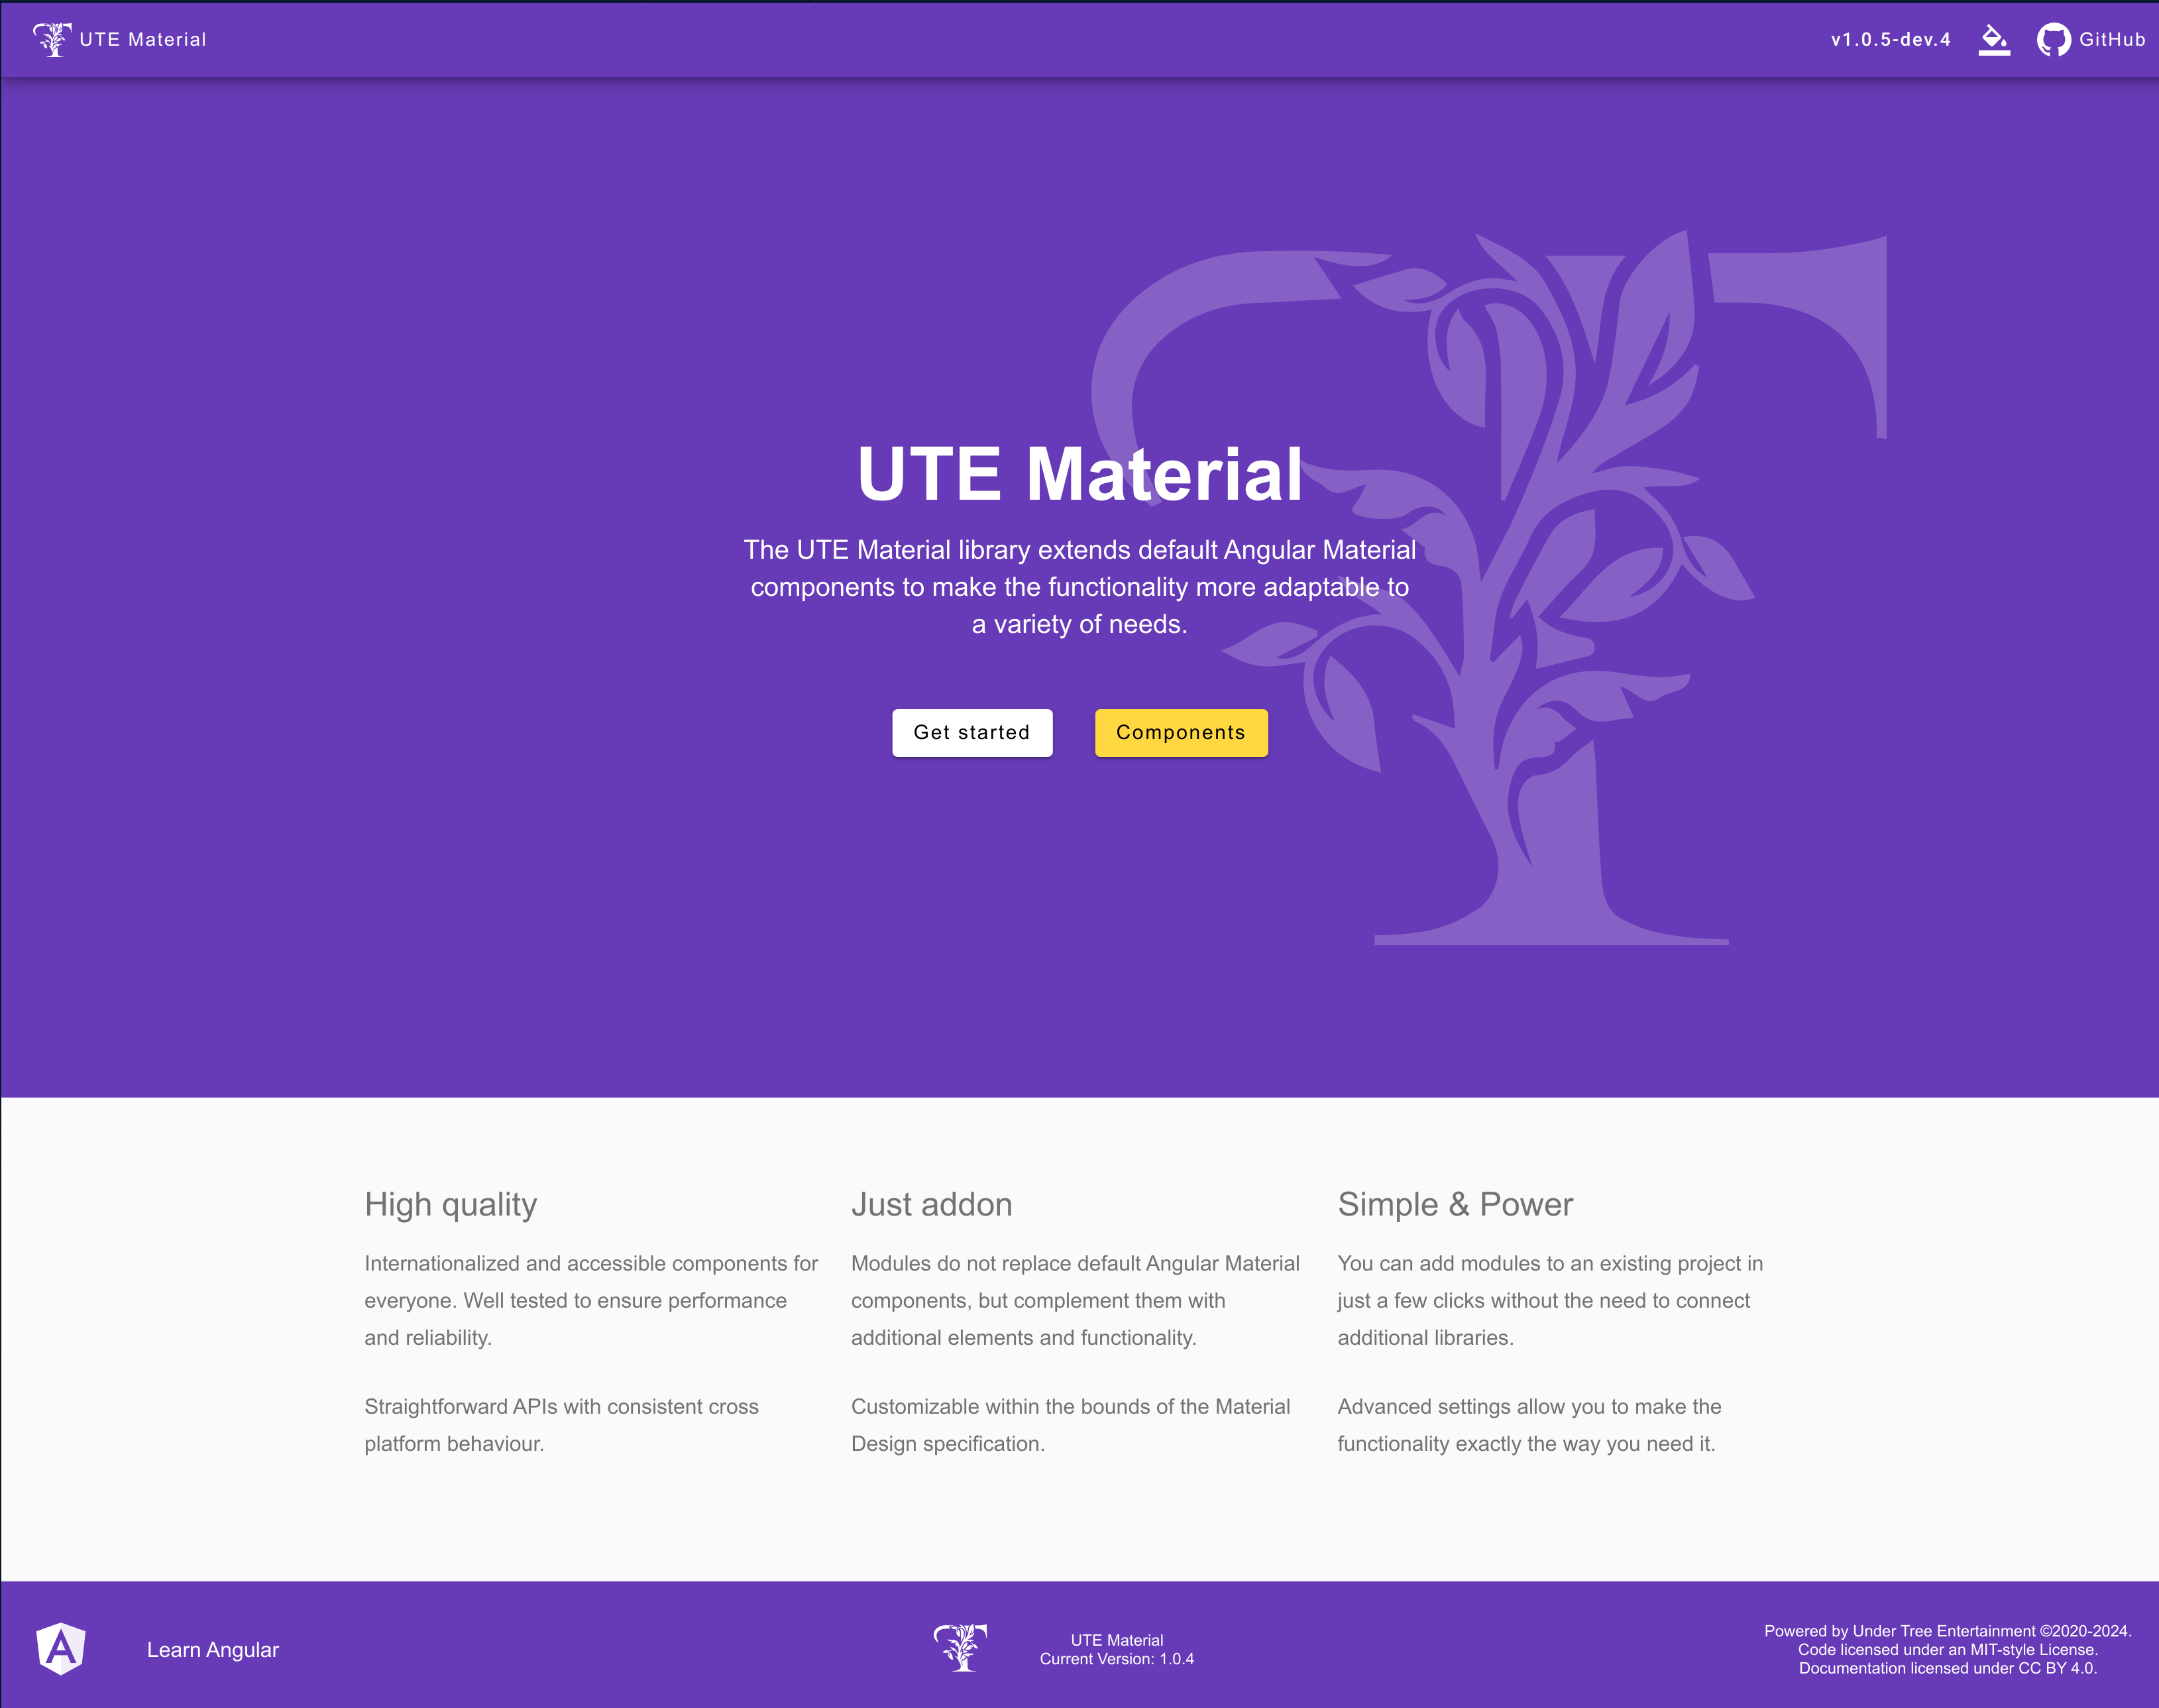 UTE Material
v1.0.5-dev.4
GitHub
UTE Material
The UTE Material library extends default Angular Material
components to make the functionality more adaptable to
a variety of needs.
Get started
Components
High quality
Internationalized and accessible components for
everyone. Well tested to ensure performance
and reliability.
Straightforward APIs with consistent cross
platform behaviour.
Just addon
Modules do not replace default Angular Material
components, but complement them with
additional elements and functionality.
Customizable within the bounds of the Material
Design specification.
Simple & Power
You can add modules to an existing project in
just a few clicks without the need to connect
additional libraries.
Advanced settings allow you to make the
functionality exactly the way you need it.
Learn Angular
UTE Material
Current Version: 1.0.4
Powered by Under Tree Entertainment ©2020-2024.
Code licensed under an MIT-style License.
Documentation licensed under CC BY 4.0.